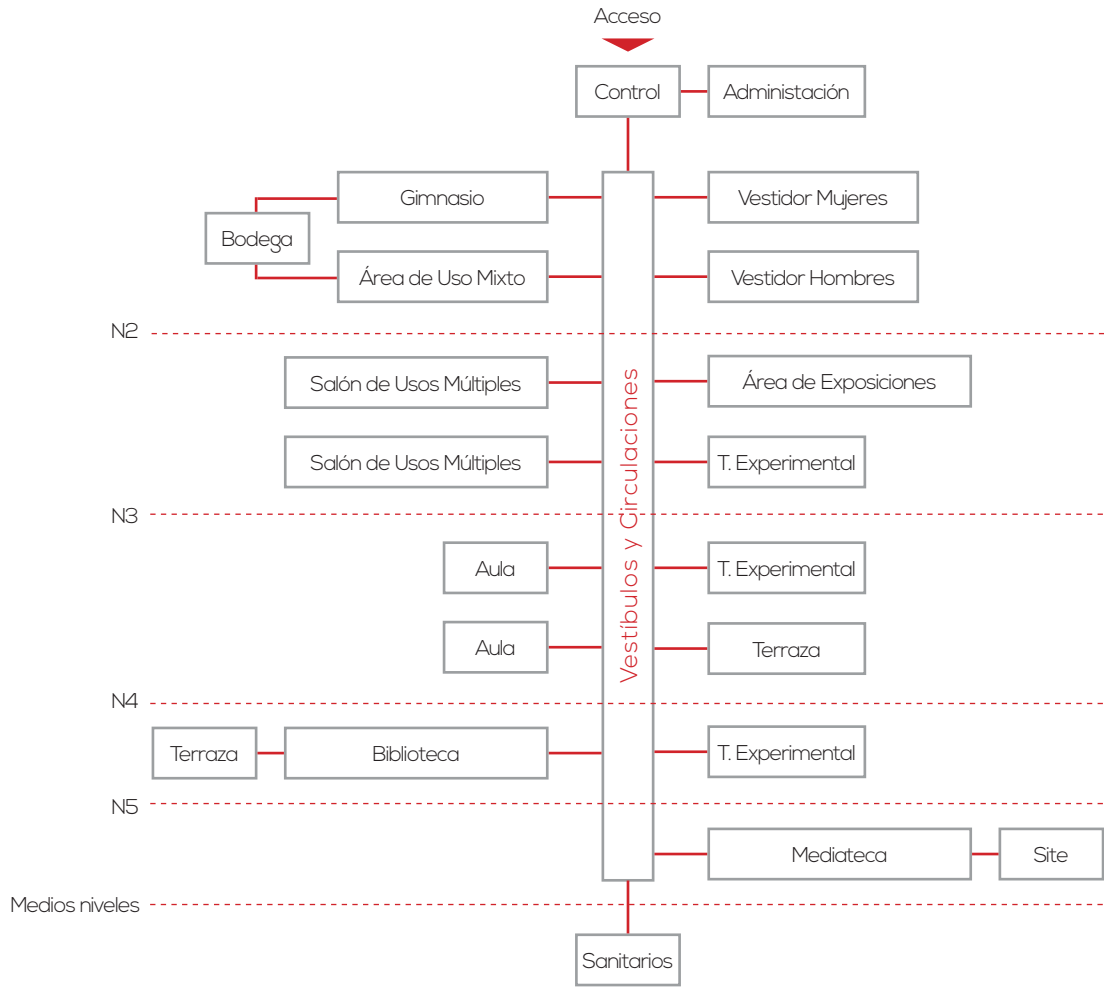 Acceso
Control
Administación
Gimnasio
Vestidor Mujeres
Bodega
Área de Uso Mixto
Vestidor Hombres
N2
Salón de Usos Múltiples
Área de Exposiciones
Vestíbulos y Circulaciones
Salón de Usos Múltiples
T. Experimental
N3
Aula
T. Experimental
Aula
Terraza
N4
Terraza
Biblioteca
T. Experimental
N5
Mediateca
Site
Medios niveles
Sanitarios